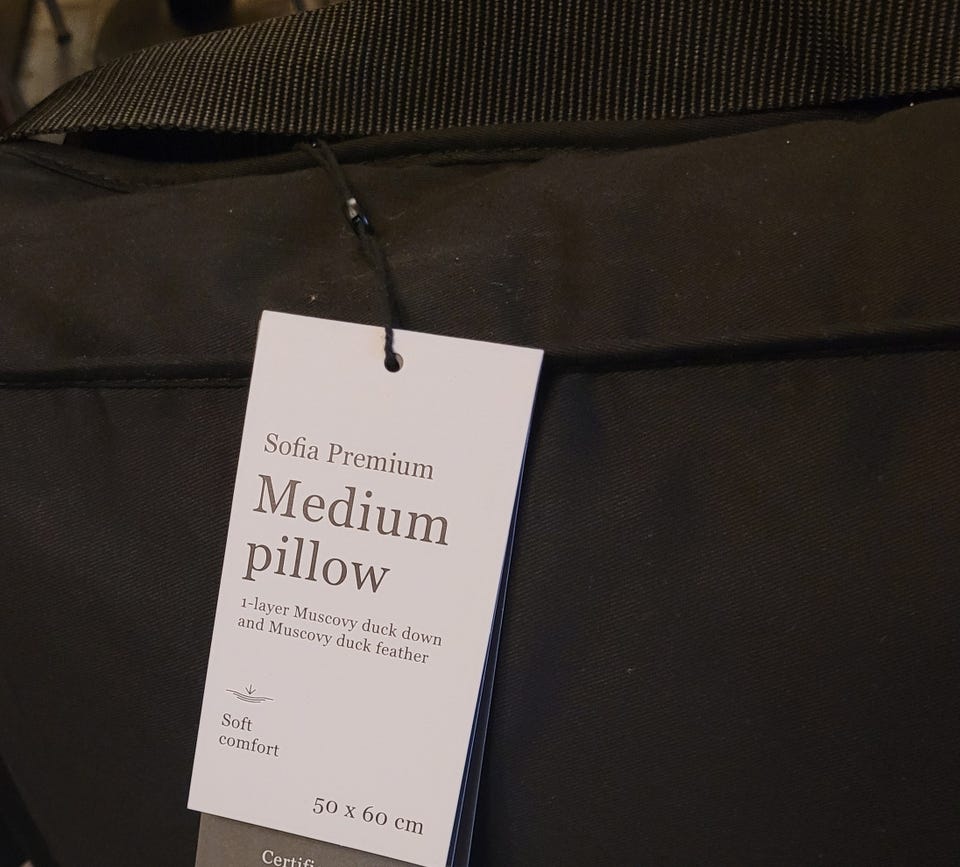 Sofia Premium
Medium
pillow
1-layer Muscovy duck down
and Muscovy duck feather
Soft
comfort
50 x 60 cm